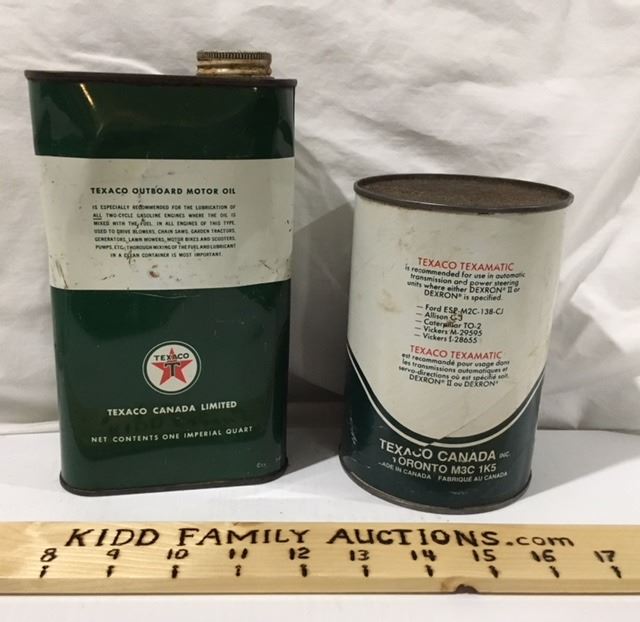 TEXACO OUTBOARD MOTOR OIL
IS ESPECIALLY RECOMMENDED FOR THE LUBRICATION OF
ALL TWO-CYCLE GASOLINE ENGINES WHERE THE OIL IS
MIXED WITH THE FUEL. IN ALL ENGINES OF THIS TYPE
USED TO DRIVE BLOWERS, CHAIN SAWS, GARDEN TRACTORS,
GENERATORS, LAWN MOWERS, MOTOR BIKES AND SCOOTERS,
PUMPS, ETC. THOROUGH MIXING OF THE FUEL AND LUBRICANT
IN A CLEAN CONTAINER IS MOST IMPORTANT.
TEXACO
T
TEXACO CANADA LIMITED
NET CONTENTS ONE IMPERIAL QUART
TEXACO TEXAMATIC
is recommended for use in automatic
transmission and power steering
units where either DEXRON® II or
DEXRON® is specified.
— Ford ESP-M2C-138-CJ
— Allison C-3
— Caterpillar TO-2
— Vickers M-2950S
— Vickers I-286SS
TEXACO TEXAMATIC
est recommandé pour usage dans
les transmissions automatiques et
servo-directions où est spécifié soit
DEXRON® II ou DEXRON®
TEXACO CANADA INC.
TORONTO M3C 1K5
MADE IN CANADA FABRIQUÉ AU CANADA
KIDD FAMILY AUCTIONS.com
8 9 10 11 12 13 14 15 16 17